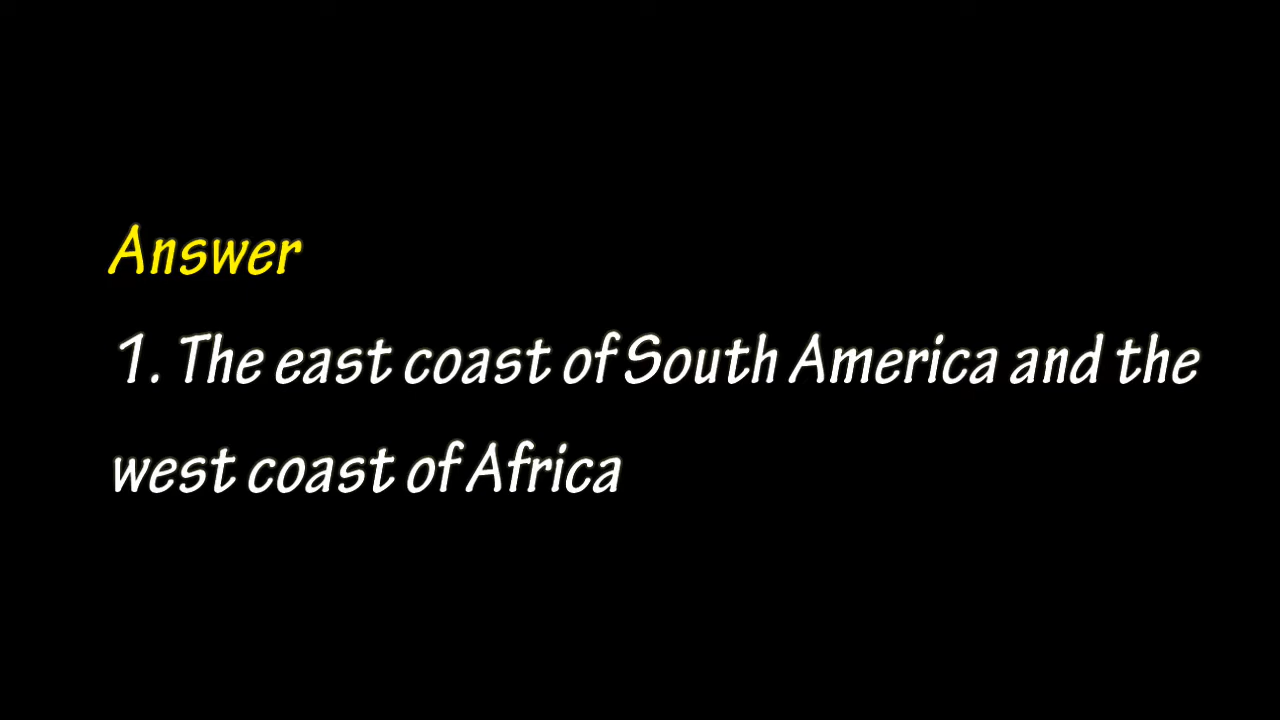 Answer
1. The east coast of South America and the
west coast of Africa